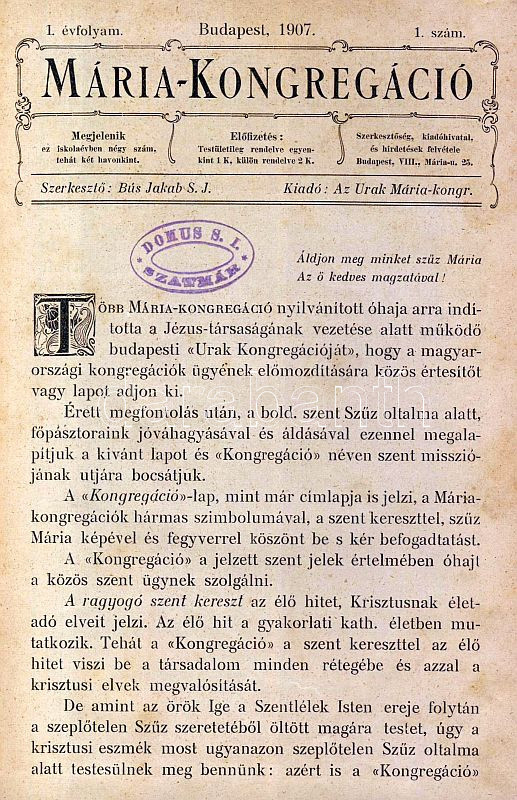 I. évfolyam. Budapest, 1907. 1. szám.
MÁRIA-KONGREGÁCIÓ
Megjelenik
ez iskolaévben négy szám,
tehát két havonkint.
Előfizetés:
Testületileg rendelve egyen-
kint 1 K, külön rendelve 2 K.
Szerkesztőség, kiadóhivatal,
és hirdetések felvétele
Budapest, VIII., Mária-u. 25.
Szerkesztő: Bús Jakab S. J. Kiadó: Az Urak Mária-kongr.
DOMUS S. I.
SZATMÁR
Áldjon meg minket szűz Mária
Az ő kedves magzatával!
TÖBB MÁRIA-KONGREGÁCIÓ nyilvánított óhaja arra indí-
totta a Jézus-társaságának vezetése alatt működő
budapesti «Urak Kongregációját», hogy a magyar-
országi kongregációk ügyének előmozdítására közös értesítőt
vagy lapot adjon ki.
Érett megfontolás után, a bold. szent Szűz oltalma alatt,
főpásztoraink jóváhagyásával és áldásával ezennel megala-
pítjuk a kivánt lapot és «Kongregáció» néven szent misszió-
jának utjára bocsátjuk.
A «Kongregáció»-lap, mint már címlapja is jelzi, a Mária-
kongregációk hármas szimbolumával, a szent kereszttel, szűz
Mária képével és fegyverrel köszönt be s kér befogadtatást.
A «Kongregáció» a jelzett szent jelek értelmében óhajt
a közös szent ügynek szolgálni.
A ragyogó szent kereszt az élő hitet, Krisztusnak élet-
adó elveit jelzi. Az élő hit a gyakorlati kath. életben mu-
tatkozik. Tehát a «Kongregáció» a szent kereszttel az élő
hitet viszi be a társadalom minden rétegébe és azzal a
krisztusi elvek megvalósítását.
De amint az örök Ige a Szentlélek Isten ereje folytán
a szeplőtelen Szűz szeretetéből öltött magára testet, úgy a
krisztusi eszmék most ugyanazon szeplőtelen Szűz oltalma
alatt testesülnek meg bennünk: azért is a «Kongregáció»